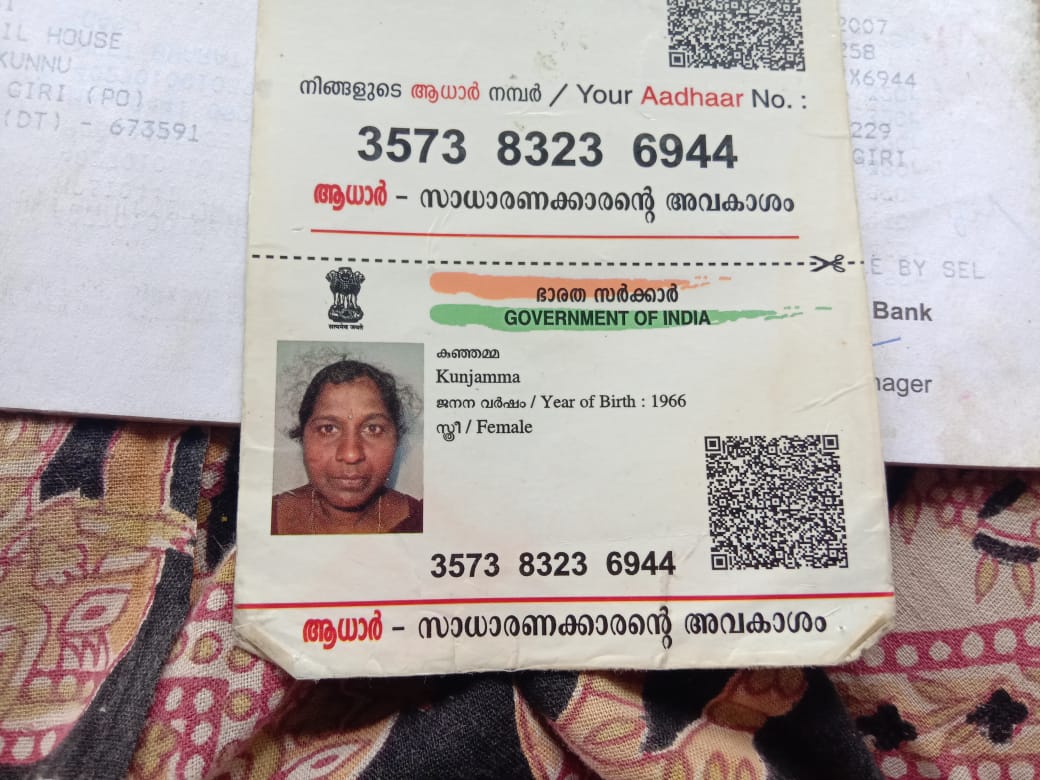 IL HOUSE
KUNNU
GIRI (PO)
(DT) - 673591
2007
258
X6944
229
GIRI
നിങ്ങളുടെ ആധാർ നമ്പർ / Your Aadhaar No. :
3573 8323 6944
ആധാർ - സാധാരണക്കാരന്റെ അവകാശം
E BY SEL
Bank
nager
सत्यमेव जयते
ഭാരത സർക്കാർ
GOVERNMENT OF INDIA
കുഞ്ഞമ്മ
Kunjamma
ജനന വർഷം / Year of Birth : 1966
സ്ത്രീ / Female
3573 8323 6944
ആധാർ - സാധാരണക്കാരന്റെ അവകാശം